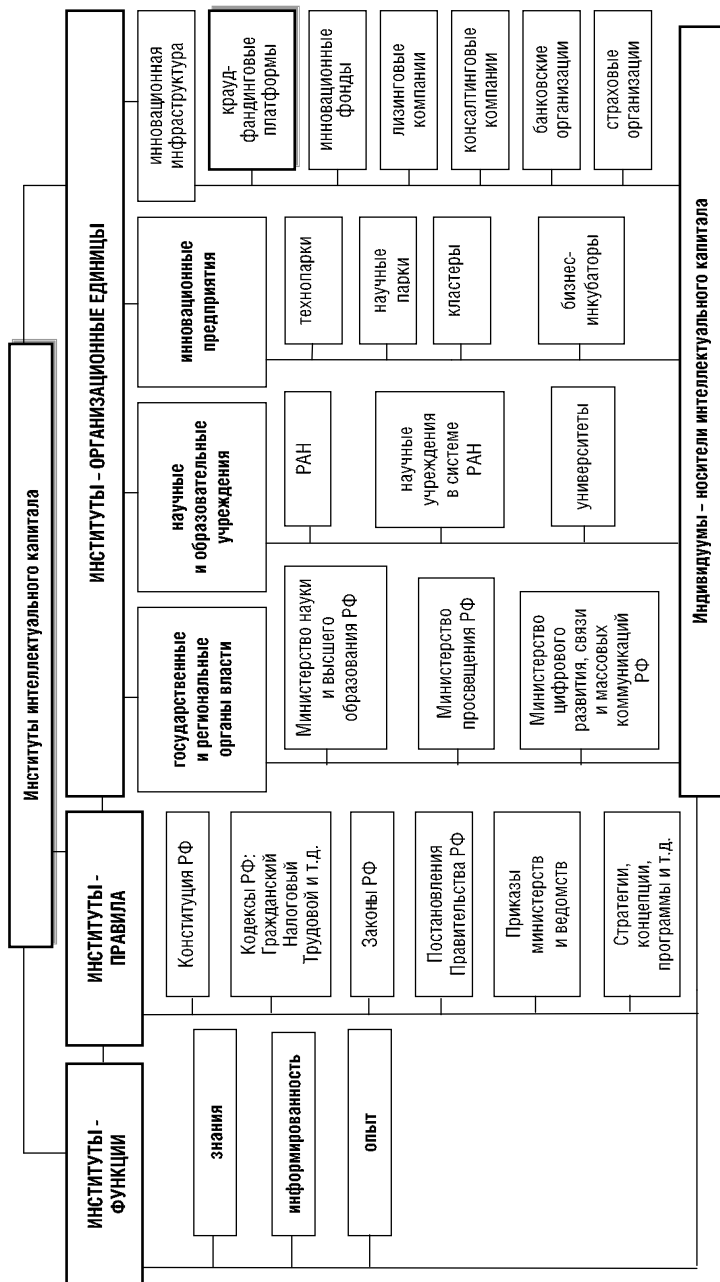 Институты интеллектуального капитала
ИНСТИТУТЫ –
ФУНКЦИИ
знания
информированность
опыт
ИНСТИТУТЫ -
ПРАВИЛА
Конституция РФ
Кодексы РФ:
Гражданский
Налоговый
Трудовой и т.д.
Законы РФ
Постановления
Правительства РФ
Приказы
министерств
и ведомств
Стратегии,
концепции,
программы и т.д.
ИНСТИТУТЫ – ОРГАНИЗАЦИОННЫЕ ЕДИНИЦЫ
государственные
и региональные
органы власти
Министерство науки
и высшего
образования РФ
Министерство
просвещения РФ
Министерство
цифрового
развития, связи
и массовых
коммуникаций
РФ
научные
и образовательные
учреждения
РАН
научные
учреждения
в системе
РАН
университеты
инновационные
предприятия
технопарки
научные
парки
кластеры
бизнес-
инкубаторы
инновационная
инфраструктура
крауд-
фандинговые
платформы
инновационные
фонды
лизинговые
компании
консалтинговые
компании
банковские
организации
страховые
организации
Индивидуумы – носители интеллектуального капитала